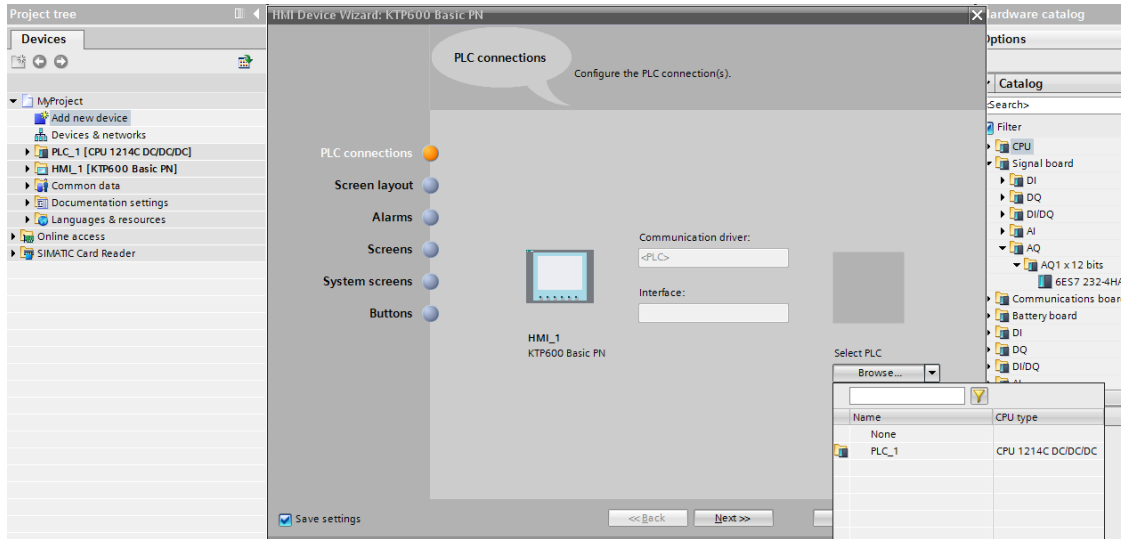 Project tree
Devices
MyProject
Add new device
Devices & networks
PLC_1 [CPU 1214C DC/DC/DC]
HMI_1 [KTP600 Basic PN]
Common data
Documentation settings
Languages & resources
Online access
SIMATIC Card Reader
HMI Device Wizard: KTP600 Basic PN
PLC connections
Configure the PLC connection(s).
PLC connections
Screen layout
Alarms
Screens
System screens
Buttons
Communication driver:
<PLC>
Interface:
HMI_1
KTP600 Basic PN
Select PLC
Browse...
Name
CPU type
None
PLC_1
CPU 1214C DC/DC/DC
Save settings
<< Back
Next >>
Hardware catalog
Options
Catalog
<Search>
Filter
CPU
Signal board
DI
DQ
DI/DQ
AI
AQ
AQ1 x 12 bits
6ES7 232-4HA
Communications boar
Battery board
DI
DQ
DI/DQ